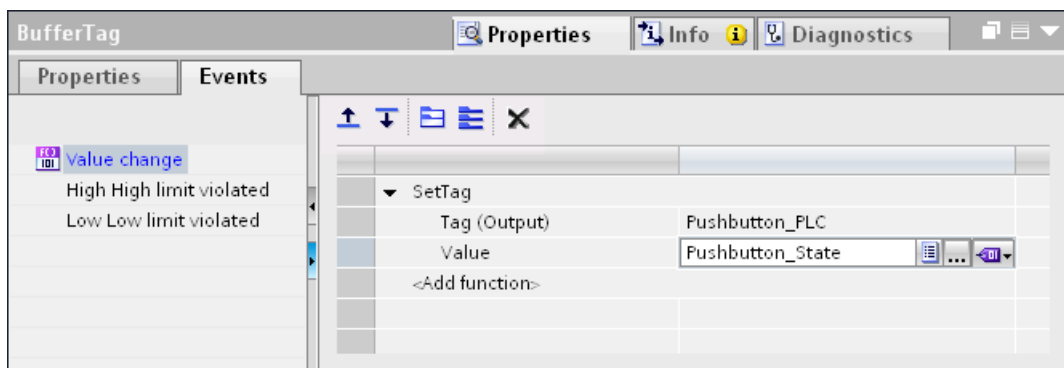 BufferTag
Properties Info Diagnostics
Properties Events
Value change
High High limit violated
Low Low limit violated
SetTag
Tag (Output) Pushbutton_PLC
Value Pushbutton_State ...
<Add function>